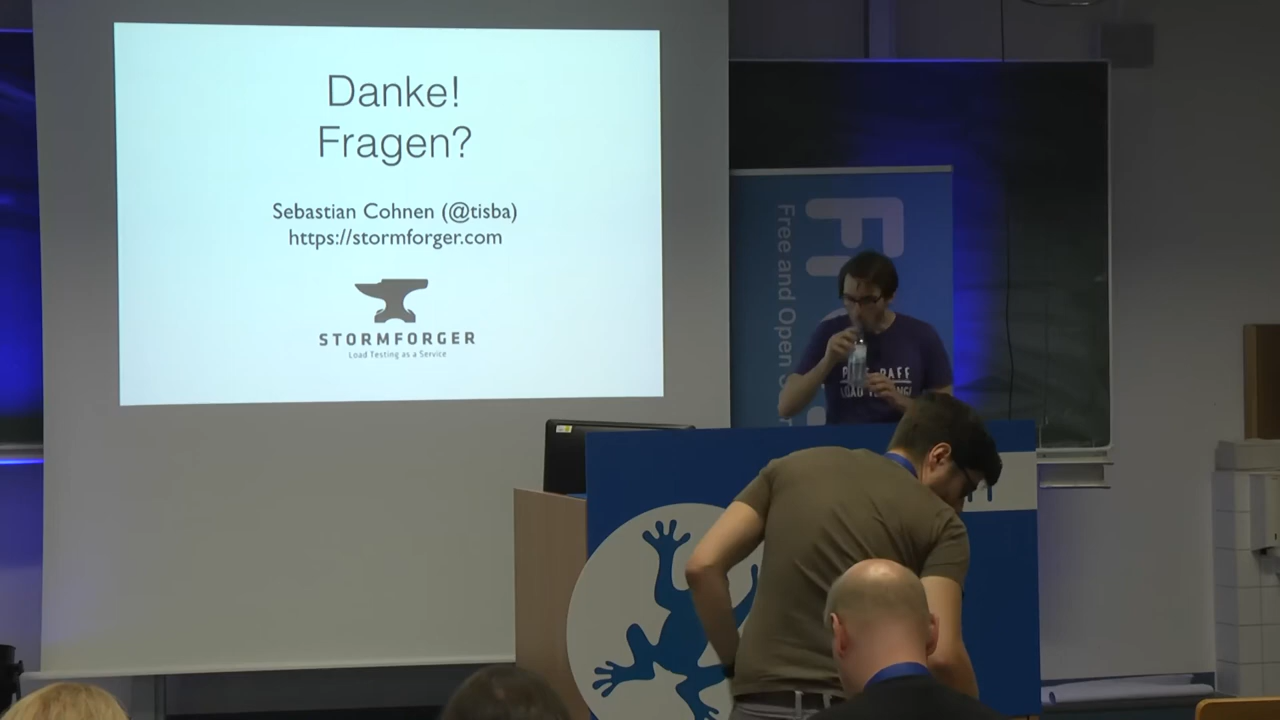 Danke!
Fragen?
Sebastian Cohnen (@tisba)
https://stormforger.com
STORMFORGER
Load Testing as a Service
Free and Open